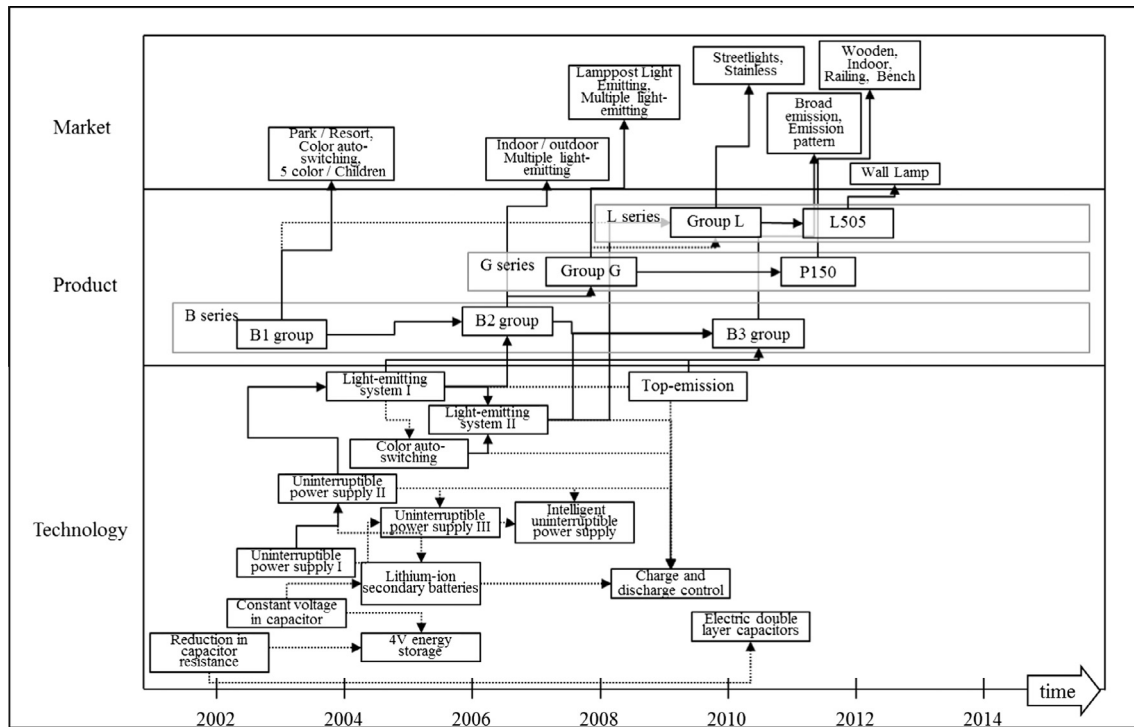 Market
Product
Technology
Park / Resort,
Color auto-
switching,
5 color / Children
Indoor / outdoor
Multiple light-
emitting
Lamppost Light
Emitting,
Multiple light-
emitting
Streetlights,
Stainless
Wooden,
Indoor,
Railing, Bench
Broad
emission,
Emission
pattern
Wall Lamp
L series
Group L
L505
G series
Group G
P150
B series
B1 group
B2 group
B3 group
Light-emitting
system I
Top-emission
Light-emitting
system II
Color auto-
switching
Uninterruptible
power supply II
Uninterruptible
power supply III
Intelligent
uninterruptible
power supply
Uninterruptible
power supply I
Lithium-ion
secondary batteries
Charge and
discharge control
Constant voltage
in capacitor
Electric double
layer capacitors
Reduction in
capacitor
resistance
4V energy
storage
time
2002
2004
2006
2008
2010
2012
2014